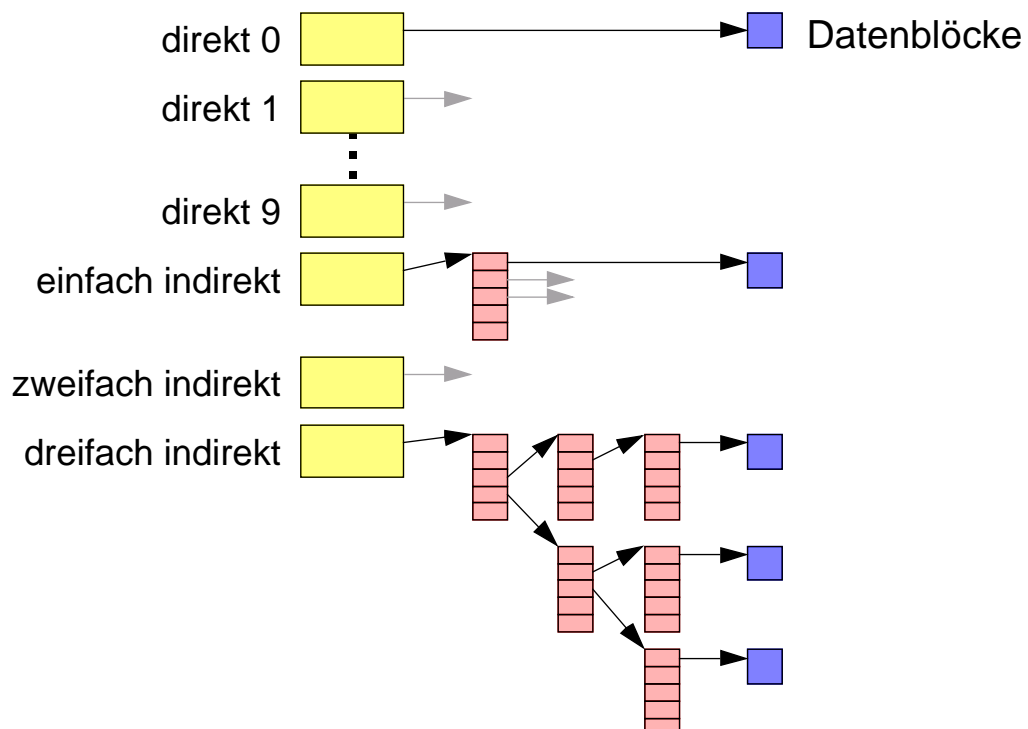 direkt 0
Datenblöcke
direkt 1
direkt 9
einfach indirekt
zweifach indirekt
dreifach indirekt